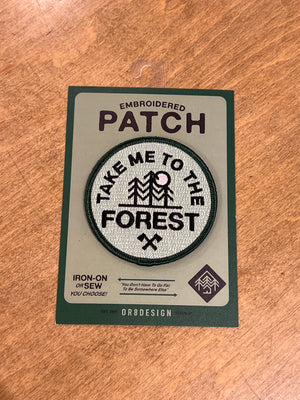 EMBROIDERED
PATCH
TAKE ME TO THE
FOREST
IRON-ON
OR SEW
YOU CHOOSE!
"You Don't Have To Go Far,
To Be Somewhere Else"
OR8DESIGN